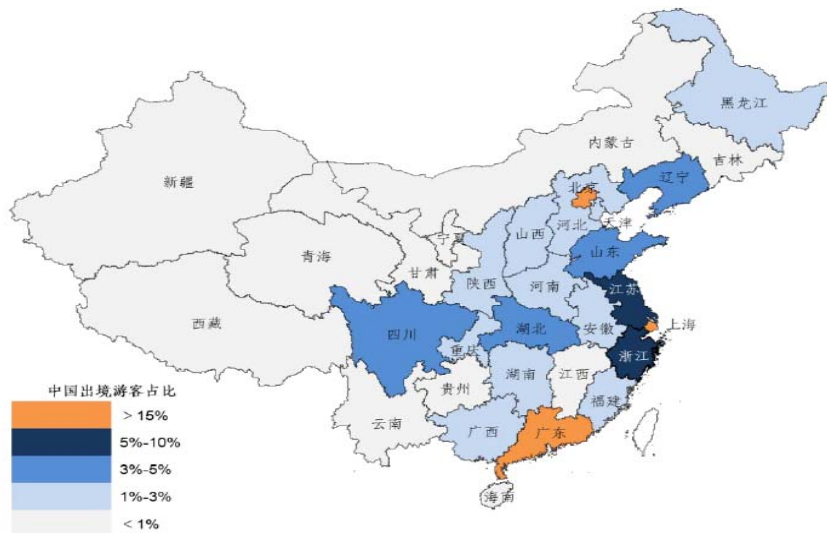 黑龙江
内蒙古
吉林
新疆
辽宁
北京
天津
河北
山西
宁夏
青海
山东
甘肃
陕西
河南
江苏
西藏
四川
湖北
安徽
上海
重庆
浙江
湖南
江西
贵州
福建
云南
广西
广东
海南
中国出境游客占比
> 15%
5%-10%
3%-5%
1%-3%
< 1%